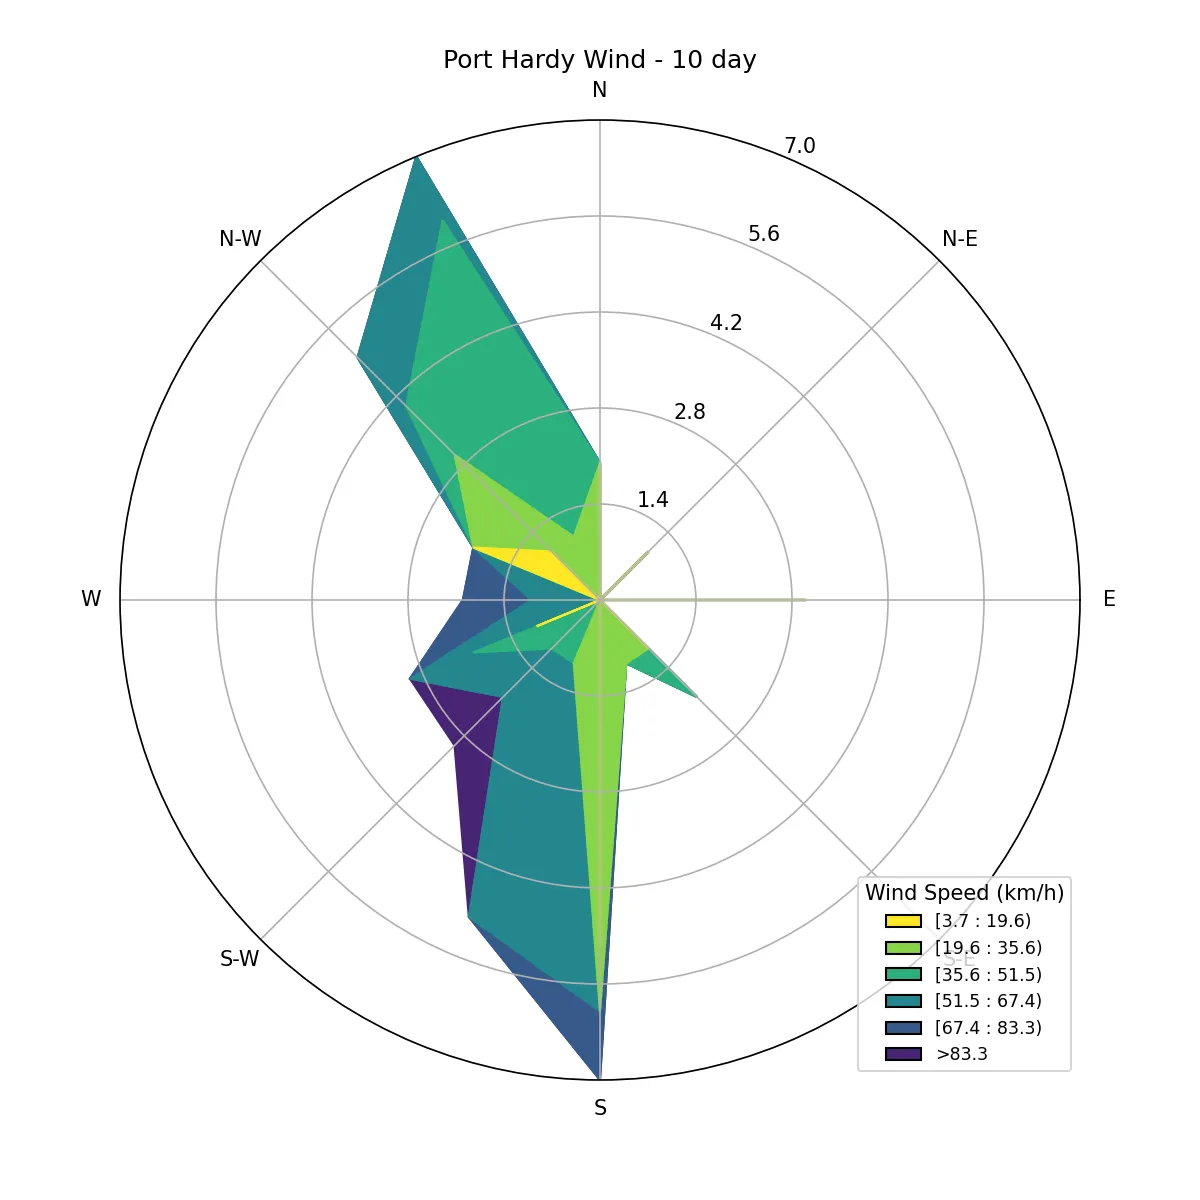 Port Hardy Wind - 10 day
N
7.0
N-W
5.6
N-E
4.2
2.8
1.4
W
E
S-W
S-E
S
Wind Speed (km/h)
[3.7 : 19.6)
[19.6 : 35.6)
[35.6 : 51.5)
[51.5 : 67.4)
[67.4 : 83.3)
>83.3